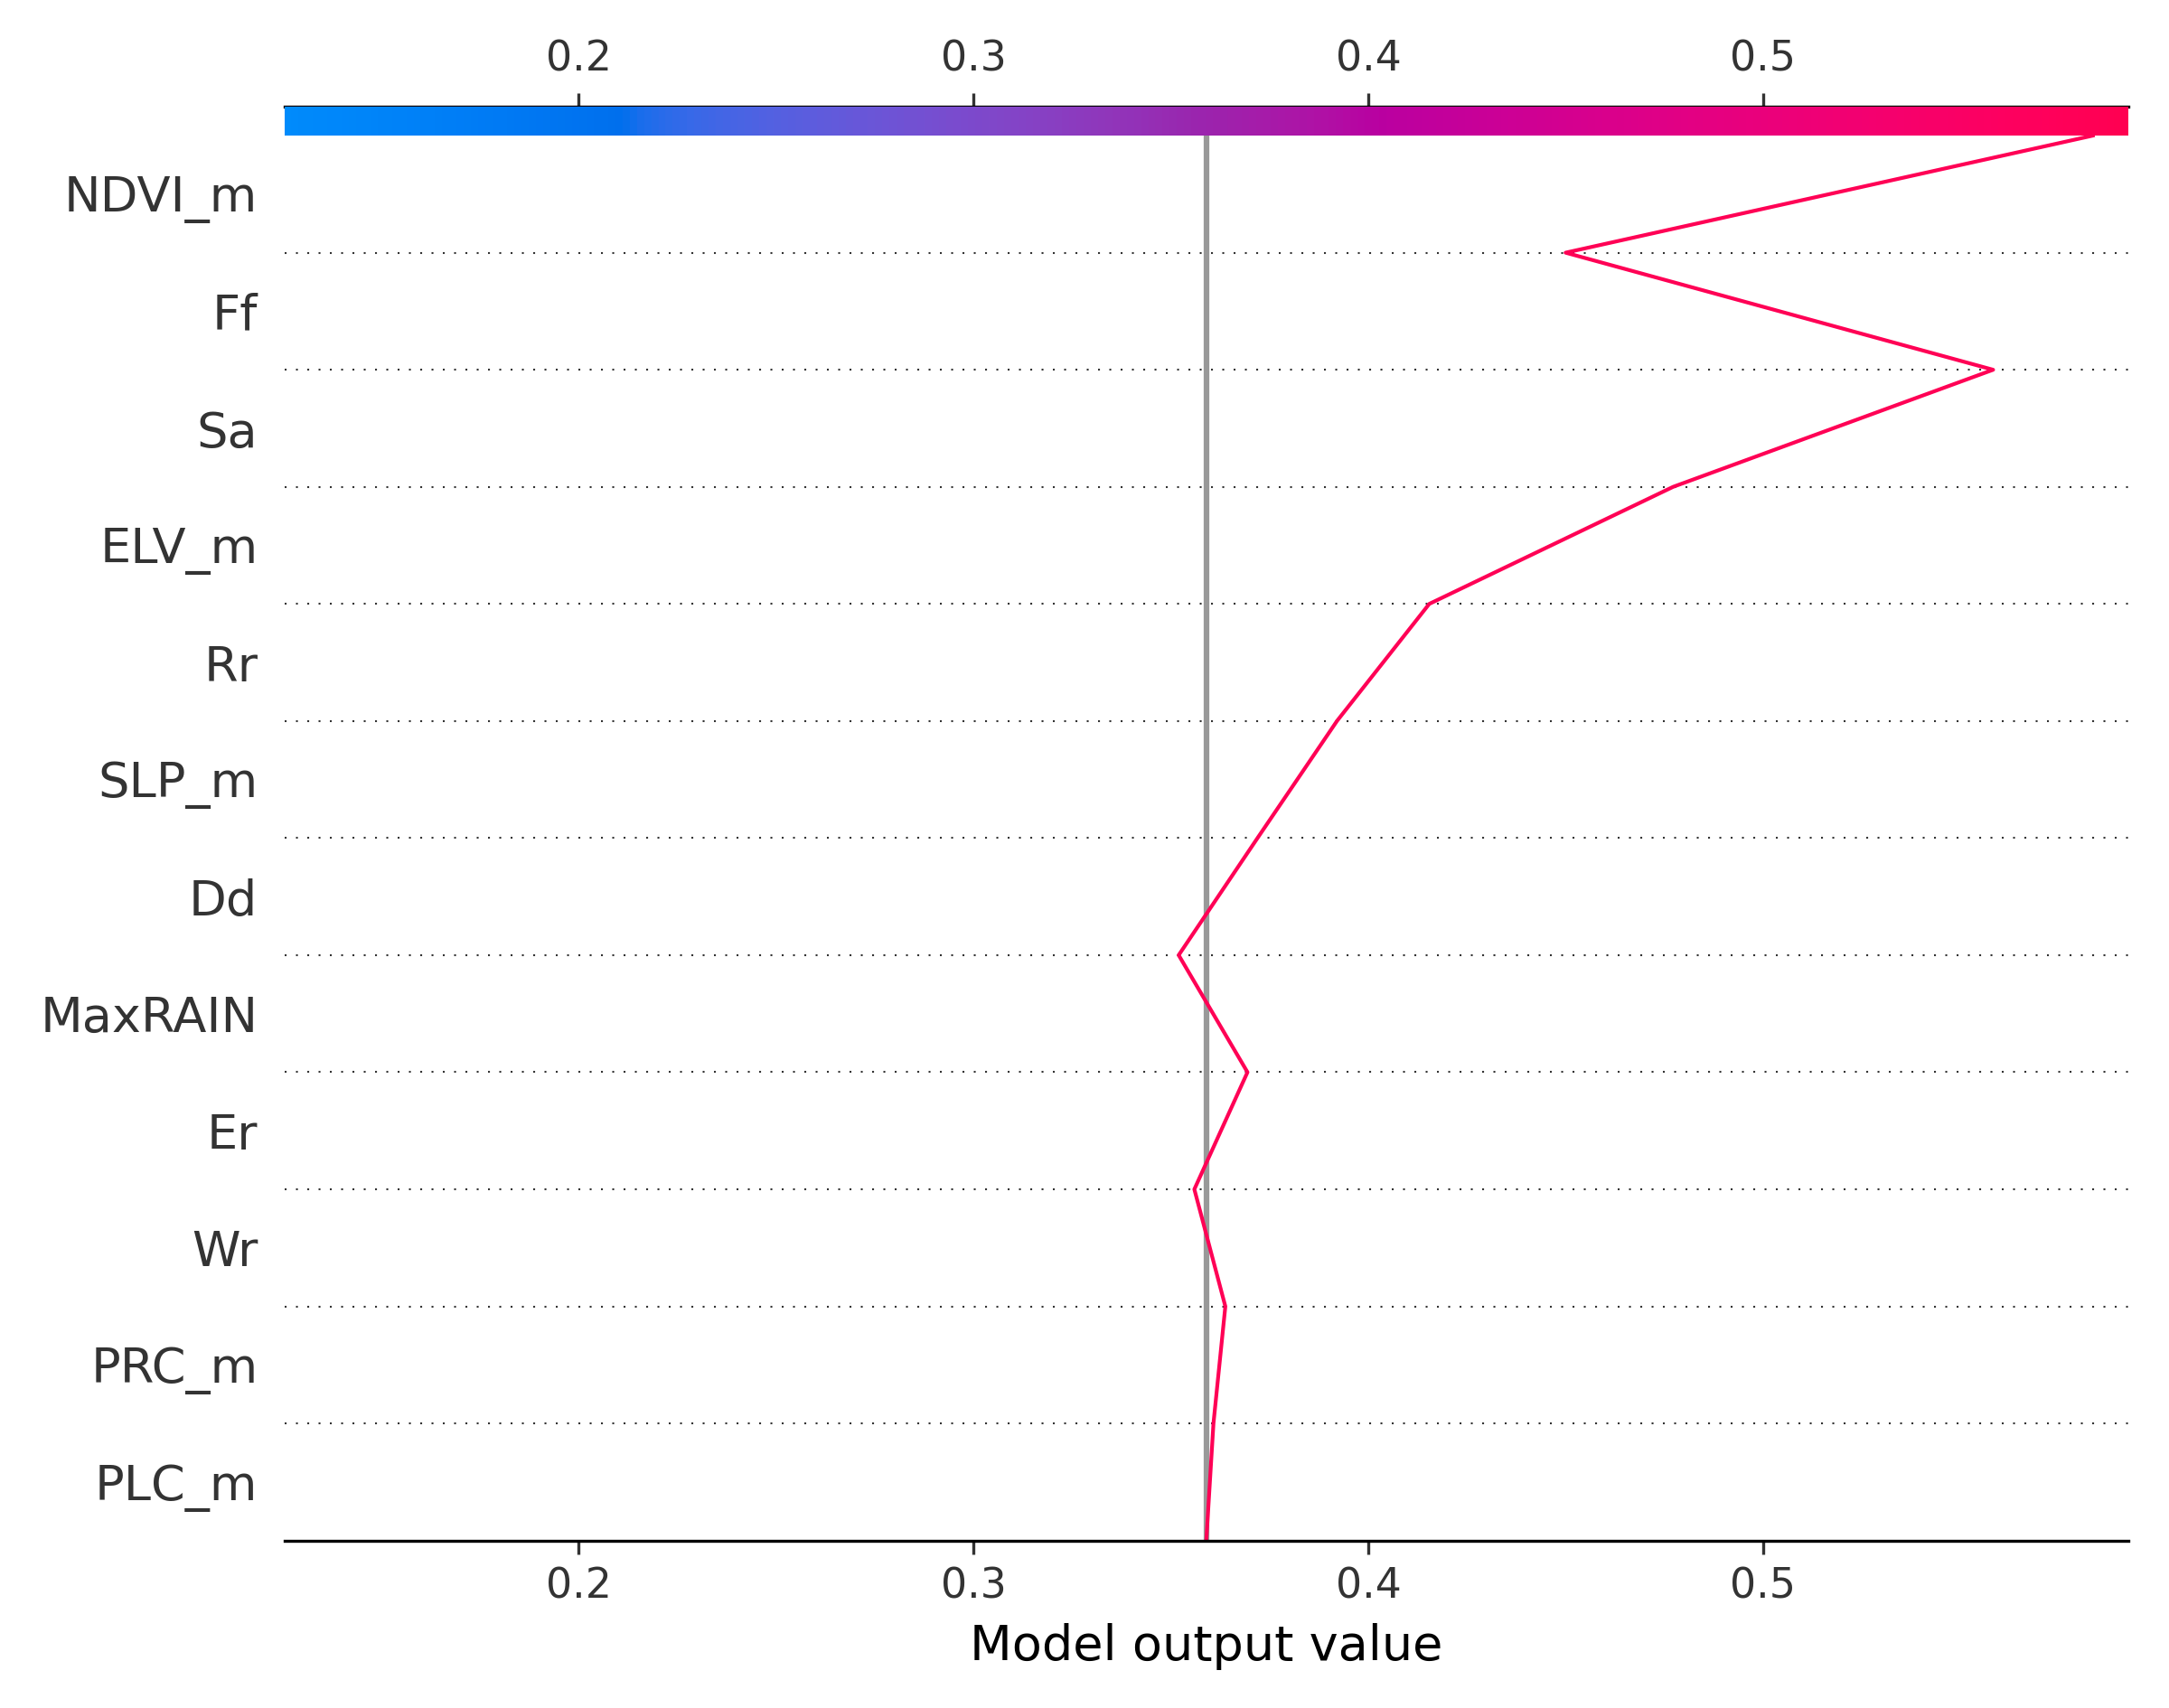 0.2 0.3 0.4 0.5
NDVI_m
Ff
Sa
ELV_m
Rr
SLP_m
Dd
MaxRAIN
Er
Wr
PRC_m
PLC_m
0.2 0.3 0.4 0.5
Model output value